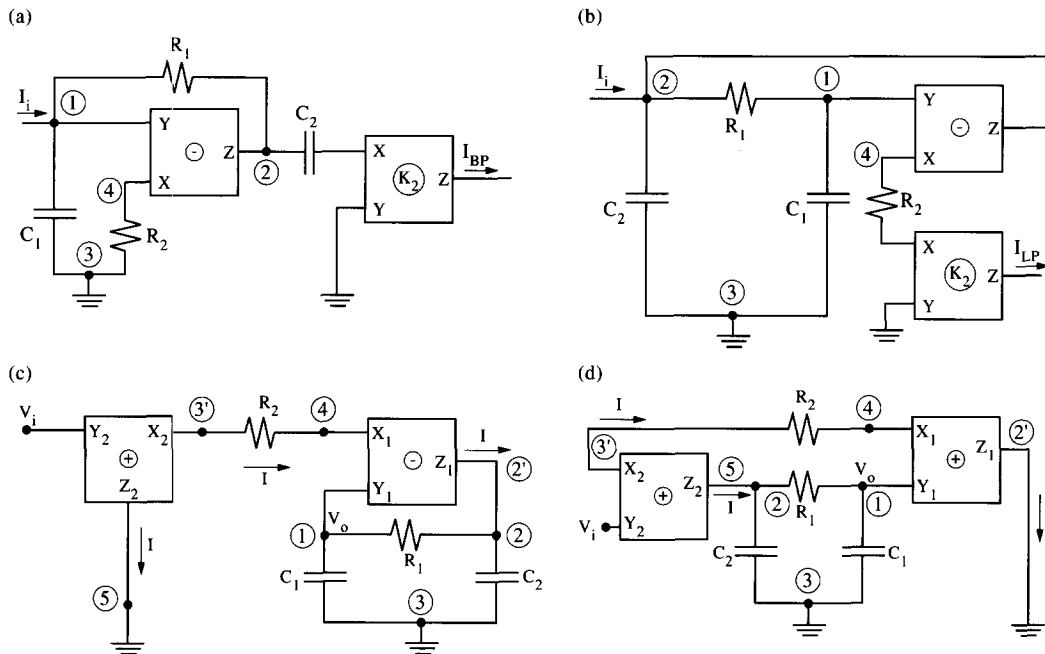 (a)
R1
Ii
1
Y
−
Z
2
C2
X
K2
Z
IBP
Y
4
X
C1
R2
3
(b)
Ii
2
R1
1
Y
−
Z
X
4
R2
C2
C1
X
K2
Z
ILP
Y
3
(c)
Vi
Y2
X2
+
Z2
3'
R2
I
4
X1
−
Z1
Y1
I
2'
1
Vo
R1
2
C1
C2
3
I
5
(d)
I
R2
4
3'
X2
+
Z2
Y2
Vi
5
I
2
R1
Vo
1
X1
+
Z1
Y1
2'
C2
C1
3